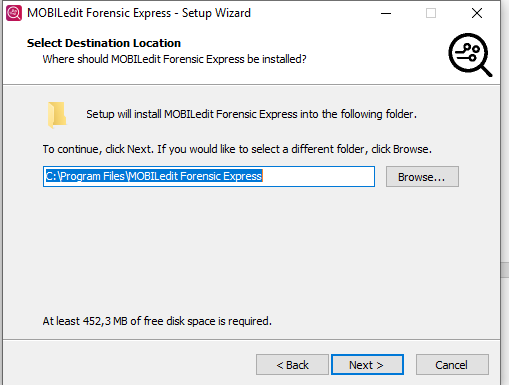 MOBILedit Forensic Express - Setup Wizard
Select Destination Location
Where should MOBILedit Forensic Express be installed?
Setup will install MOBILedit Forensic Express into the following folder.
To continue, click Next. If you would like to select a different folder, click Browse.
C:\Program Files\MOBILedit Forensic Express
Browse...
At least 452,3 MB of free disk space is required.
< Back
Next >
Cancel